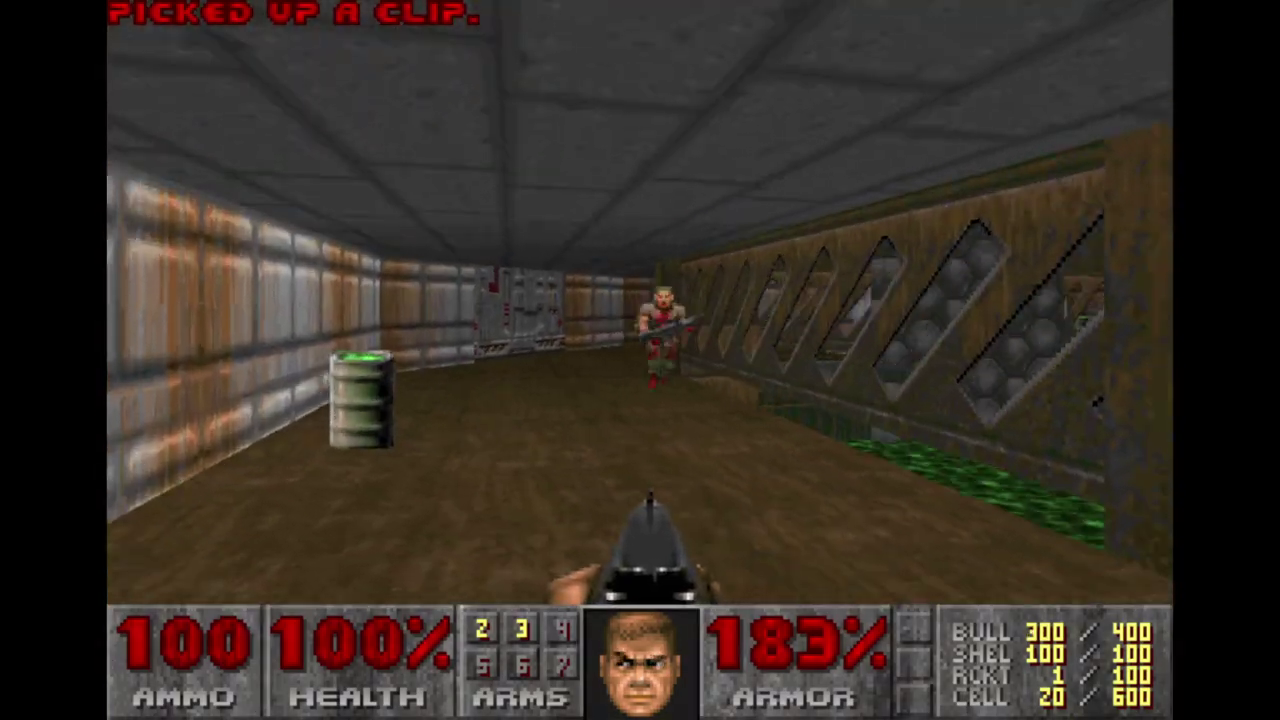 PICKED UP A CLIP.
100 100% 2 3 4 183% BULL 300 / 400
5 6 7 SHEL 100 / 100
RCKT 1 / 100
AMMO HEALTH ARMS ARMOR CELL 20 / 600